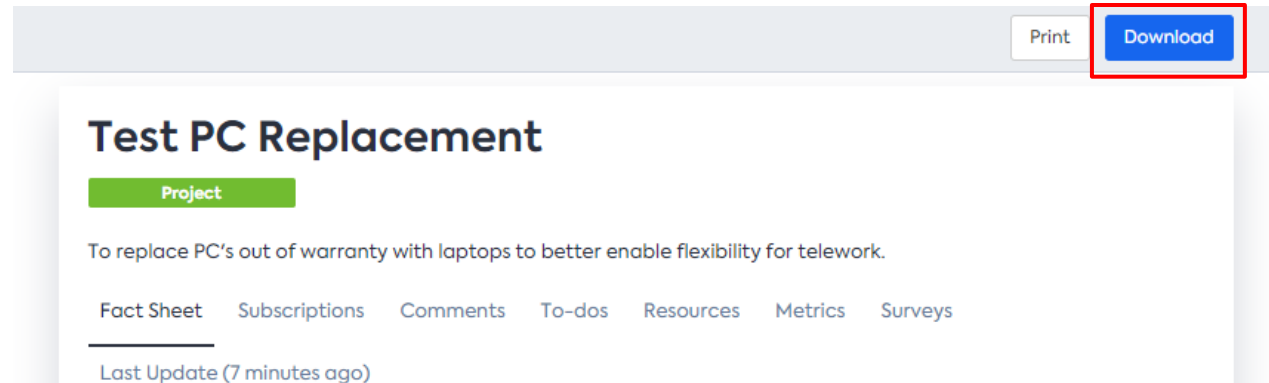 Print Download
Test PC Replacement
Project
To replace PC's out of warranty with laptops to better enable flexibility for telework.
Fact Sheet Subscriptions Comments To-dos Resources Metrics Surveys
Last Update (7 minutes ago)